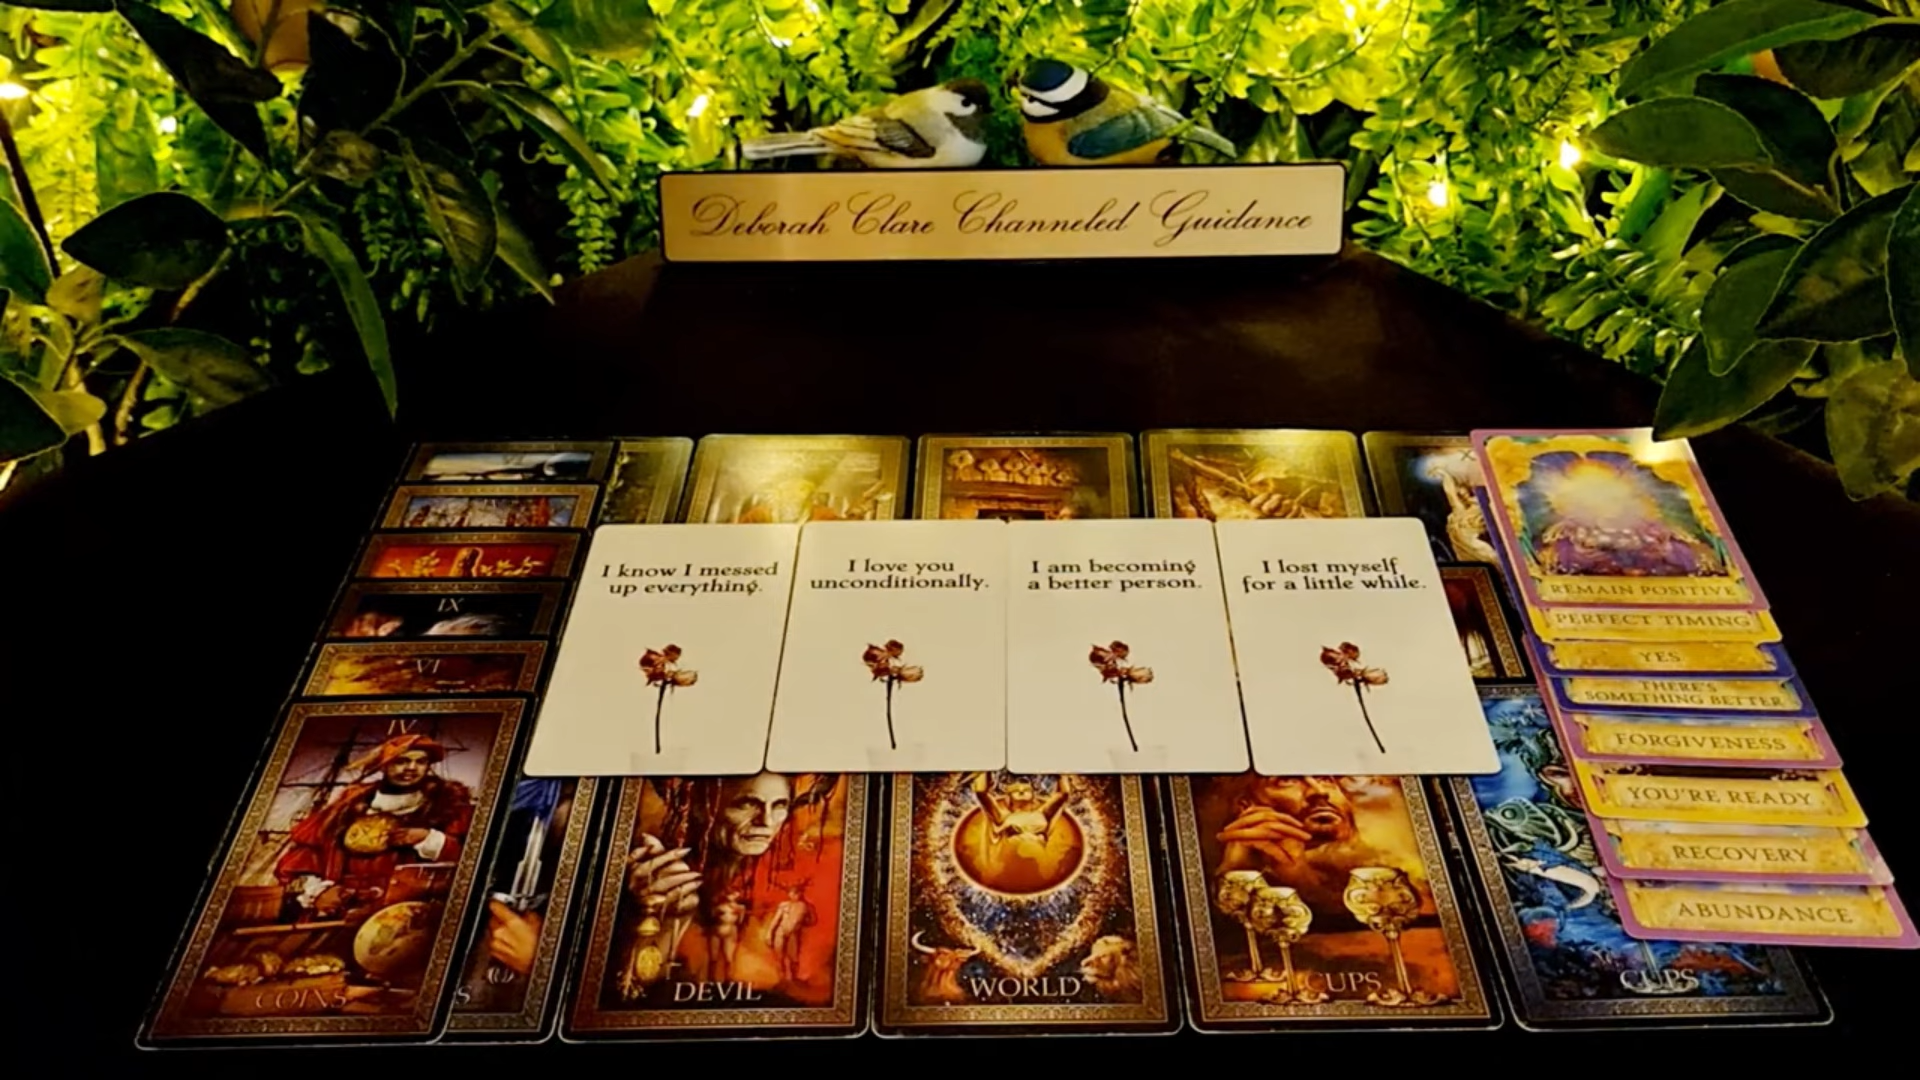 Deborah Clare Channeled Guidance
I know I messed
up everything.
I love you
unconditionally.
I am becoming
a better person.
I lost myself
for a little while.
REMAIN POSITIVE
PERFECT TIMING
YES
THERE'S
SOMETHING BETTER
FORGIVENESS
YOU'RE READY
RECOVERY
ABUNDANCE
IX
VI
IV
COINS
S
DEVIL
WORLD
CUPS
CUPS